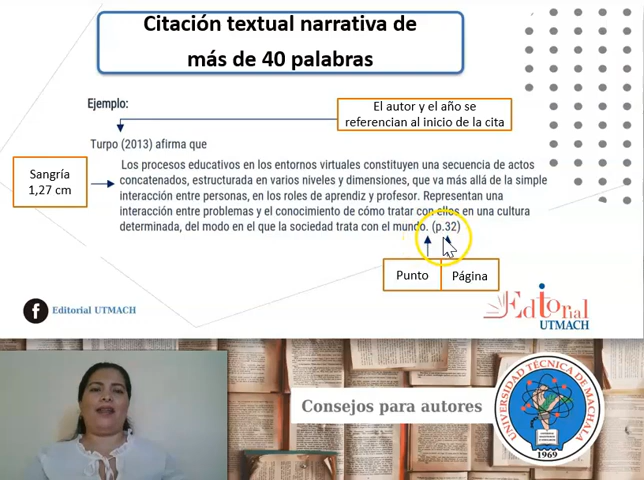 Citación textual narrativa de
más de 40 palabras
Ejemplo:
El autor y el año se
referencian al inicio de la cita
Turpo (2013) afirma que
Sangría
1,27 cm
Los procesos educativos en los entornos virtuales constituyen una secuencia de actos
concatenados, estructurada en varios niveles y dimensiones, que va más allá de la simple
interacción entre personas, en los roles de aprendiz y profesor. Representan una
interacción entre problemas y el conocimiento de cómo tratar con ellos en una cultura
determinada, del modo en el que la sociedad trata con el mundo. (p.32)
Punto
Página
Editorial UTMACH
Editorial
UTMACH
Consejos para autores
UNIVERSIDAD TÉCNICA DE MACHALA
1969